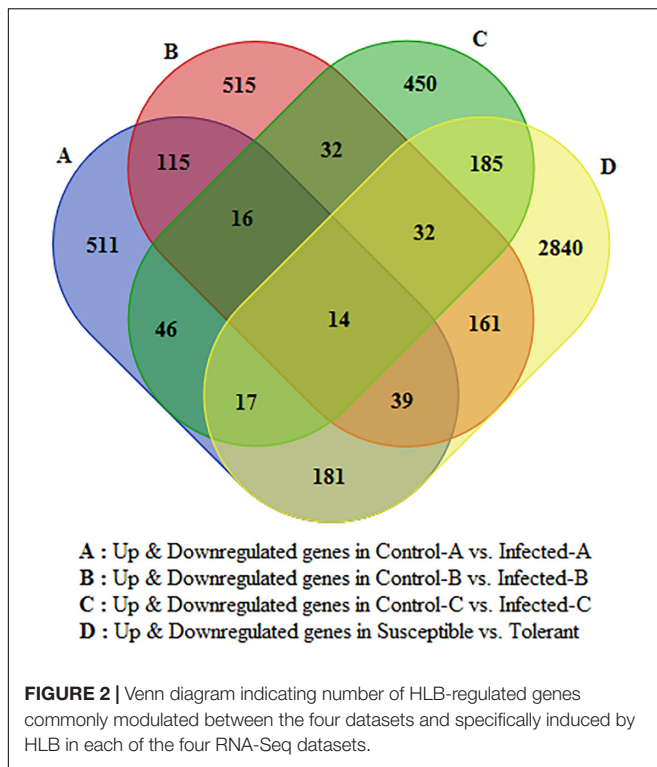 B
C
515
450
A
D
115
32
185
16
32
511
2840
46
14
161
17
39
181
A : Up & Downregulated genes in Control-A vs. Infected-A
B : Up & Downregulated genes in Control-B vs. Infected-B
C : Up & Downregulated genes in Control-C vs. Infected-C
D : Up & Downregulated genes in Susceptible vs. Tolerant
FIGURE 2 | Venn diagram indicating number of HLB-regulated genes
commonly modulated between the four datasets and specifically induced by
HLB in each of the four RNA-Seq datasets.